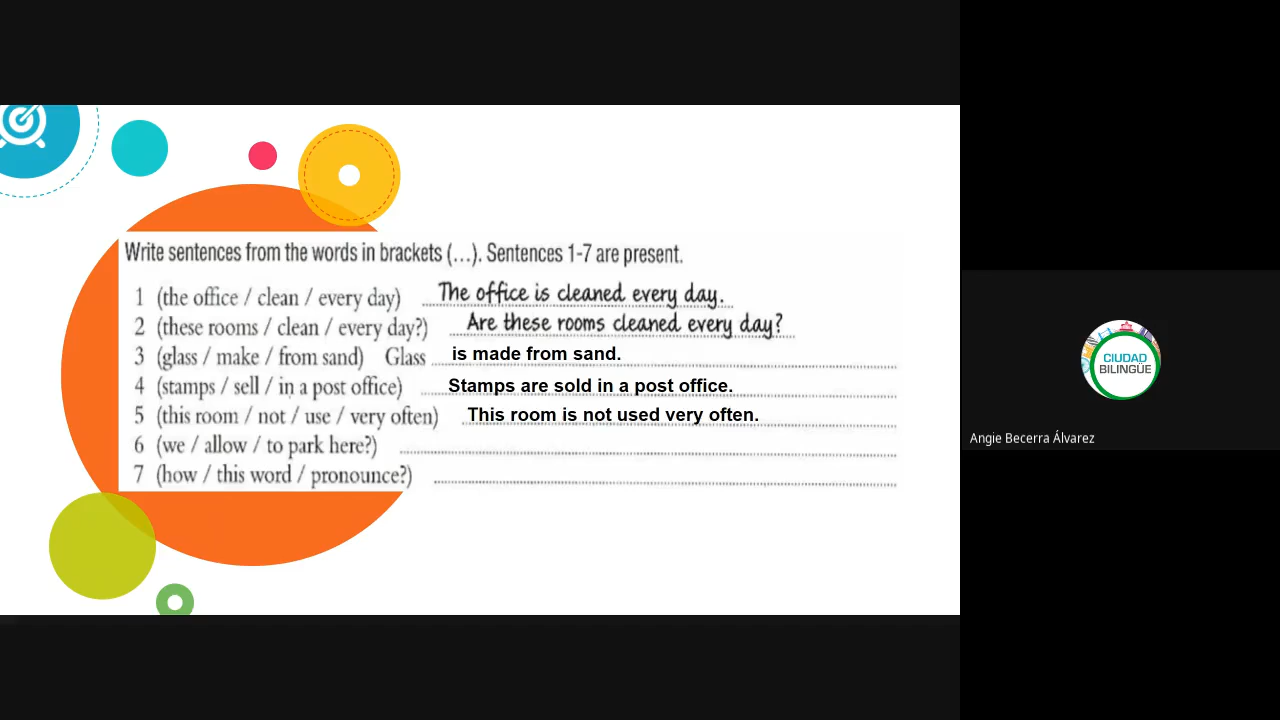 Write sentences from the words in brackets (...). Sentences 1-7 are present.
1 (the office / clean / every day) The office is cleaned every day.
2 (these rooms / clean / every day?) Are these rooms cleaned every day?
3 (glass / make / from sand) Glass is made from sand.
4 (stamps / sell / in a post office) Stamps are sold in a post office.
5 (this room / not / use / very often) This room is not used very often.
6 (we / allow / to park here?)
7 (how / this word / pronounce?)
CIUDAD
BILINGÜE
Angie Becerra Álvarez